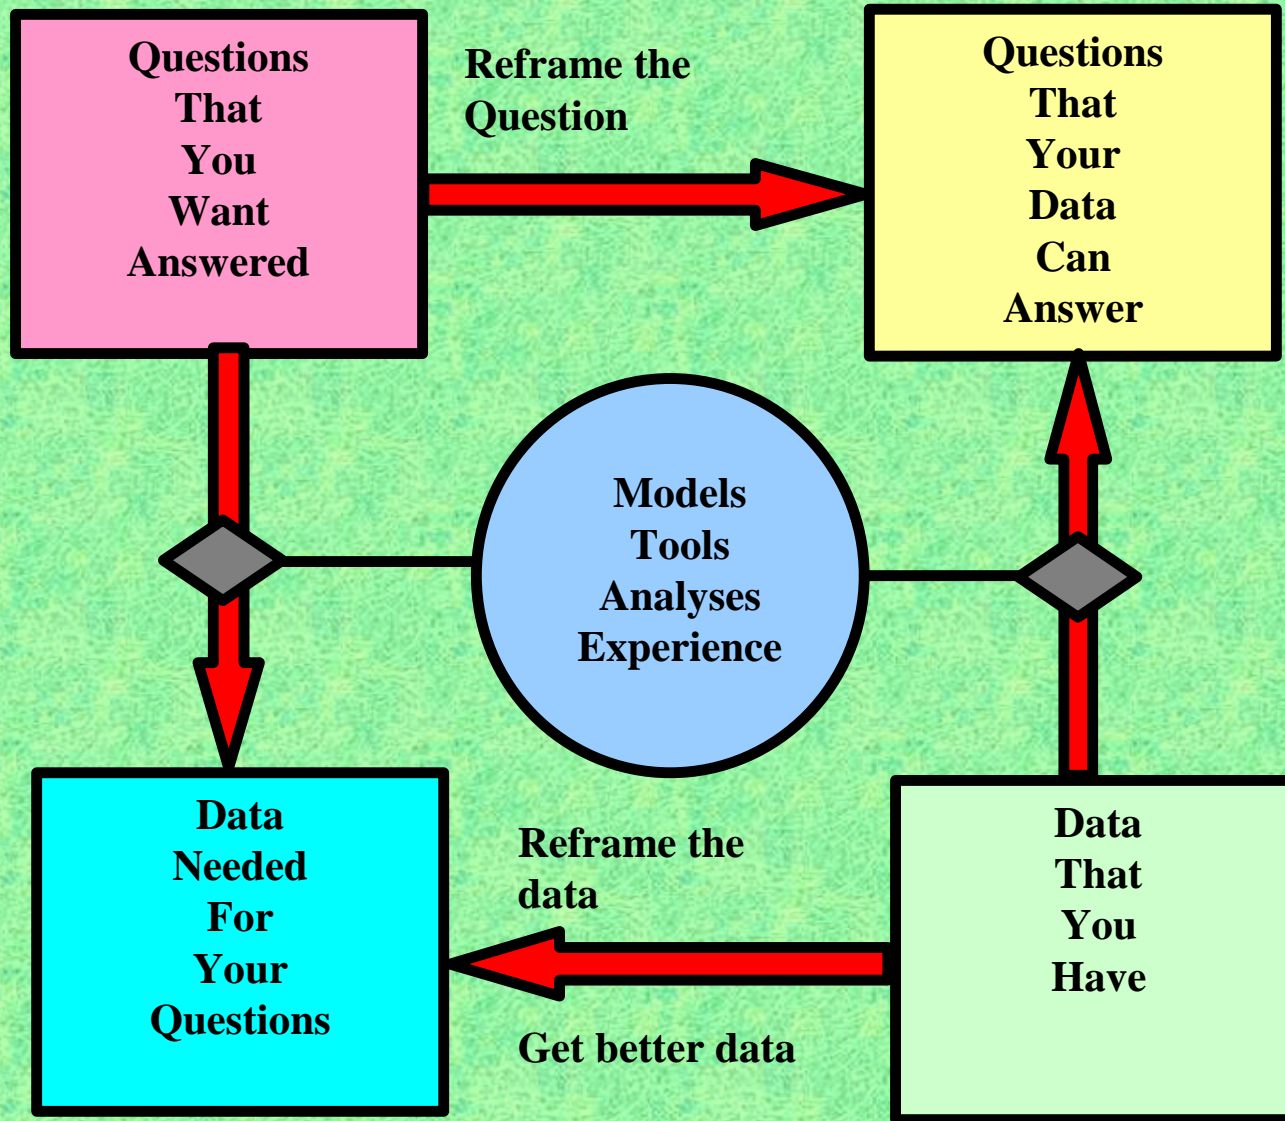 Questions
That
You
Want
Answered
Reframe the
Question
Questions
That
Your
Data
Can
Answer
Models
Tools
Analyses
Experience
Data
Needed
For
Your
Questions
Reframe the
data
Get better data
Data
That
You
Have